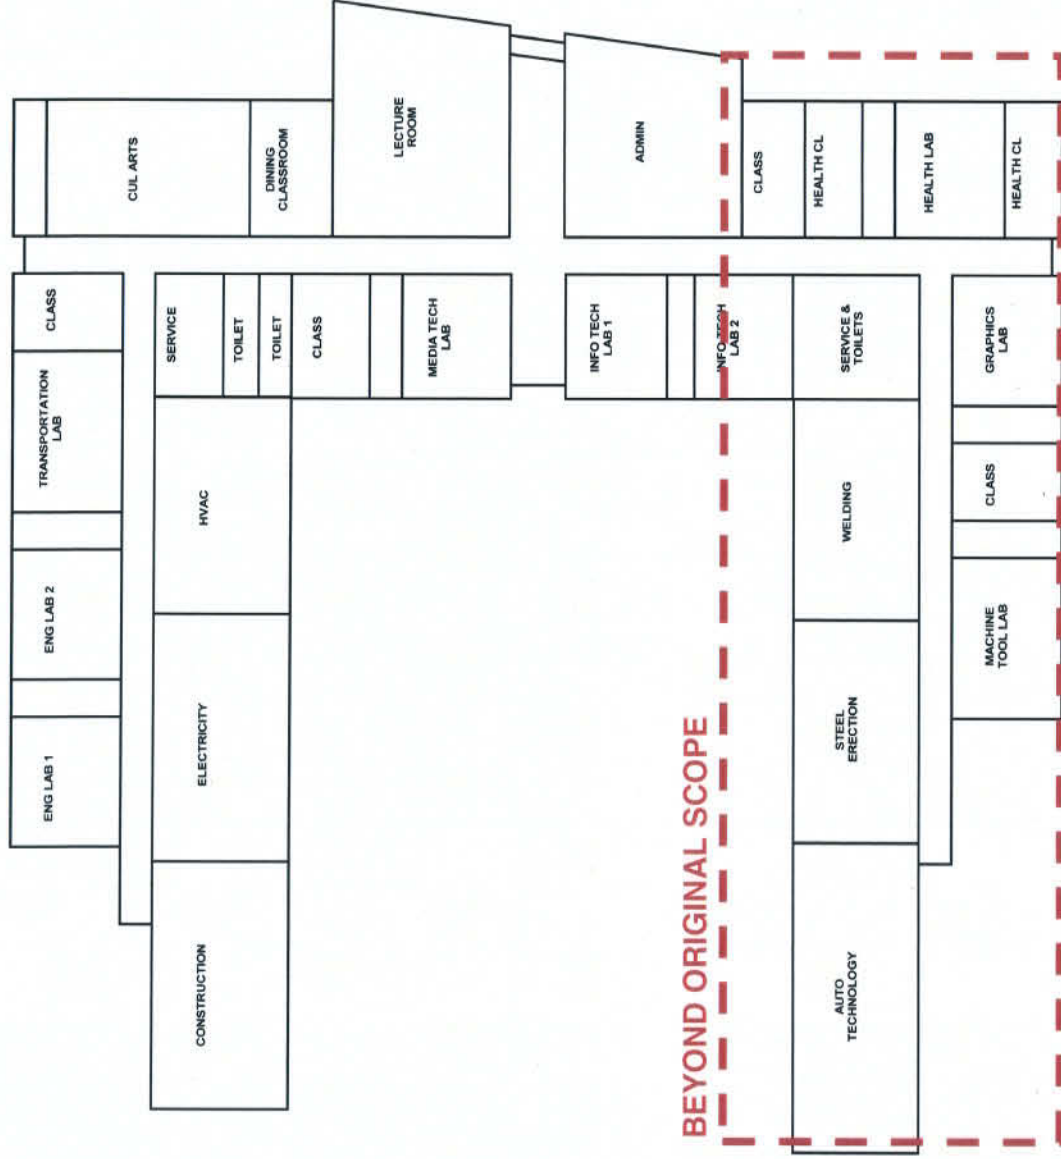 CUL ARTS
DINING
CLASSROOM
LECTURE
ROOM
ADMIN
CLASS
HEALTH CL
HEALTH LAB
HEALTH CL
CLASS
SERVICE
TOILET
TOILET
CLASS
MEDIA TECH
LAB
INFO TECH
LAB 1
INFO TECH
LAB 2
SERVICE &
TOILETS
GRAPHICS
LAB
TRANSPORTATION
LAB
HVAC
WELDING
CLASS
ENG LAB 2
ELECTRICITY
STEEL
ERECTION
MACHINE
TOOL LAB
ENG LAB 1
CONSTRUCTION
AUTO
TECHNOLOGY
BEYOND ORIGINAL SCOPE